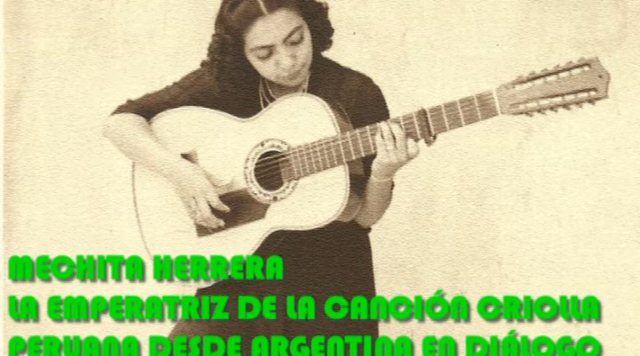 MECHITA HERRERA
LA EMPERATRIZ DE LA CANCIÓN CRIOLLA
PERUANA DESDE ARGENTINA EN DIÁLOGO